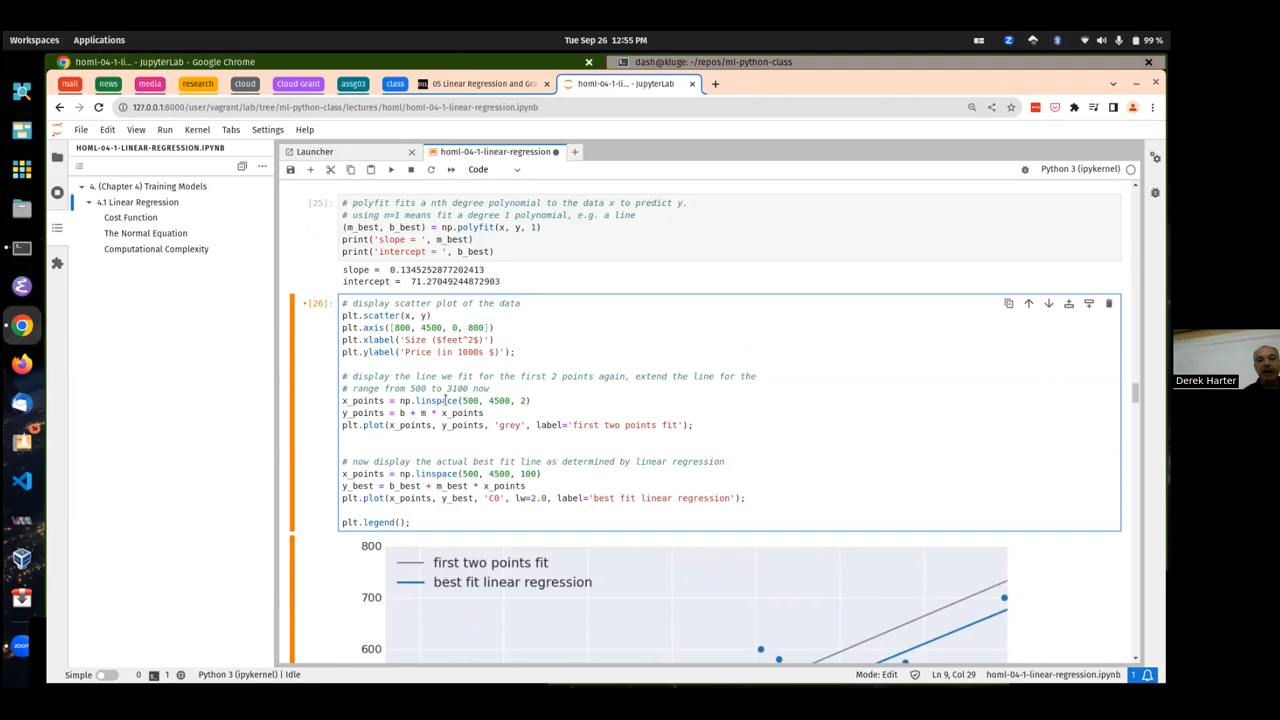 Workspaces Applications Tue Sep 26 12:55 PM 99 %
homl-04-1-li... - JupyterLab - Google Chrome dash@kluge: ~/repos/ml-python-class
mail news media research cloud Cloud Grant assg03 class 05 Linear Regression and Gra homl-04-1-li... - JupyterLab
127.0.0.1:8000/user/vagrant/lab/tree/ml-python-class/lectures/homl/homl-04-1-linear-regression.ipynb
File Edit View Run Kernel Tabs Settings Help
HOML-04-1-LINEAR-REGRESSION.IPYNB
Launcher homl-04-1-linear-regression
Code Python 3 (ipykernel)
4. (Chapter 4) Training Models
4.1 Linear Regression
Cost Function
The Normal Equation
Computational Complexity
[25]:
# polyfit fits a nth degree polynomial to the data x to predict y.
# using n=1 means fit a degree 1 polynomial, e.g. a line
(m_best, b_best) = np.polyfit(x, y, 1)
print('slope = ', m_best)
print('intercept = ', b_best)
slope =  0.1345252877202413
intercept =  71.27049244872903
[26]:
# display scatter plot of the data
plt.scatter(x, y)
plt.axis([800, 4500, 0, 800])
plt.xlabel('Size ($feet^2$)')
plt.ylabel('Price (in 1000s $)');
# display the line we fit for the first 2 points again, extend the line for the
# range from 500 to 3100 now
x_points = np.linspace(500, 4500, 2)
y_points = b + m * x_points
plt.plot(x_points, y_points, 'grey', label='first two points fit');
# now display the actual best fit line as determined by linear regression
x_points = np.linspace(500, 4500, 100)
y_best = b_best + m_best * x_points
plt.plot(x_points, y_best, 'C0', lw=2.0, label='best fit linear regression');
plt.legend();
800
first two points fit
best fit linear regression
700
600
Derek Harter
Simple 0 1 Python 3 (ipykernel) | Idle Mode: Edit Ln 9, Col 29 homl-04-1-linear-regression.ipynb 1
zoom